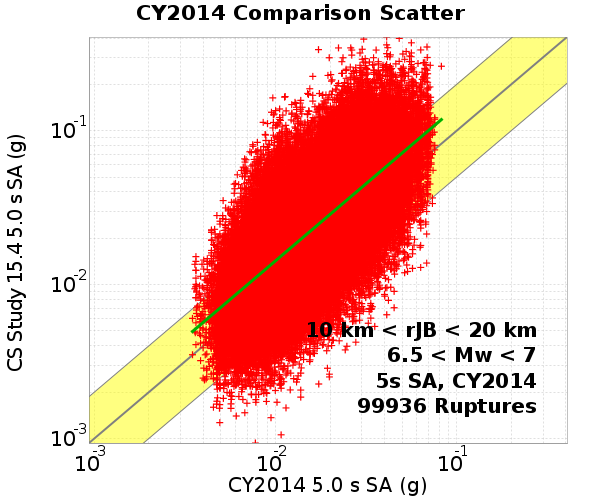 CY2014 Comparison Scatter
CS Study 15.4 5.0 s SA (g)
10⁻¹
10⁻²
10⁻³
10 km < rJB < 20 km
6.5 < Mw < 7
5s SA, CY2014
99936 Ruptures
10⁻³ 10⁻² 10⁻¹
CY2014 5.0 s SA (g)